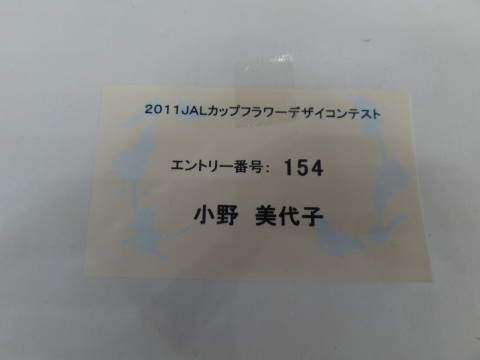 2011JALカップフラワーデザイコンテスト
エントリー番号： 154
小野　美代子